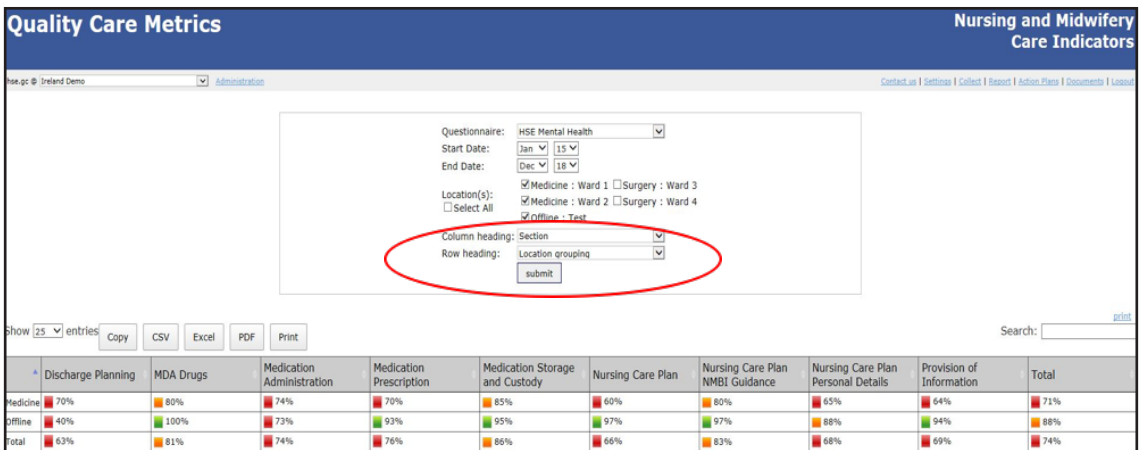 Quality Care Metrics
Nursing and Midwifery
Care Indicators
hse.gc @ Ireland Demo Administration
Contact us | Settings | Collect | Report | Action Plans | Documents | Logout
Questionnaire: HSE Mental Health
Start Date: Jan 15
End Date: Dec 18
Location(s):
Select All
Medicine : Ward 1 Surgery : Ward 3
Medicine : Ward 2 Surgery : Ward 4
Offline : Test
Column heading: Section
Row heading: Location grouping
submit
print
Show 25 entries Copy CSV Excel PDF Print Search:
Discharge Planning MDA Drugs Medication Administration Medication Prescription Medication Storage and Custody Nursing Care Plan Nursing Care Plan NMBI Guidance Nursing Care Plan Personal Details Provision of Information Total
Medicine 70% 80% 74% 70% 85% 60% 80% 65% 64% 71%
Offline 40% 100% 73% 93% 95% 97% 97% 88% 94% 88%
Total 63% 81% 74% 76% 86% 66% 83% 68% 69% 74%